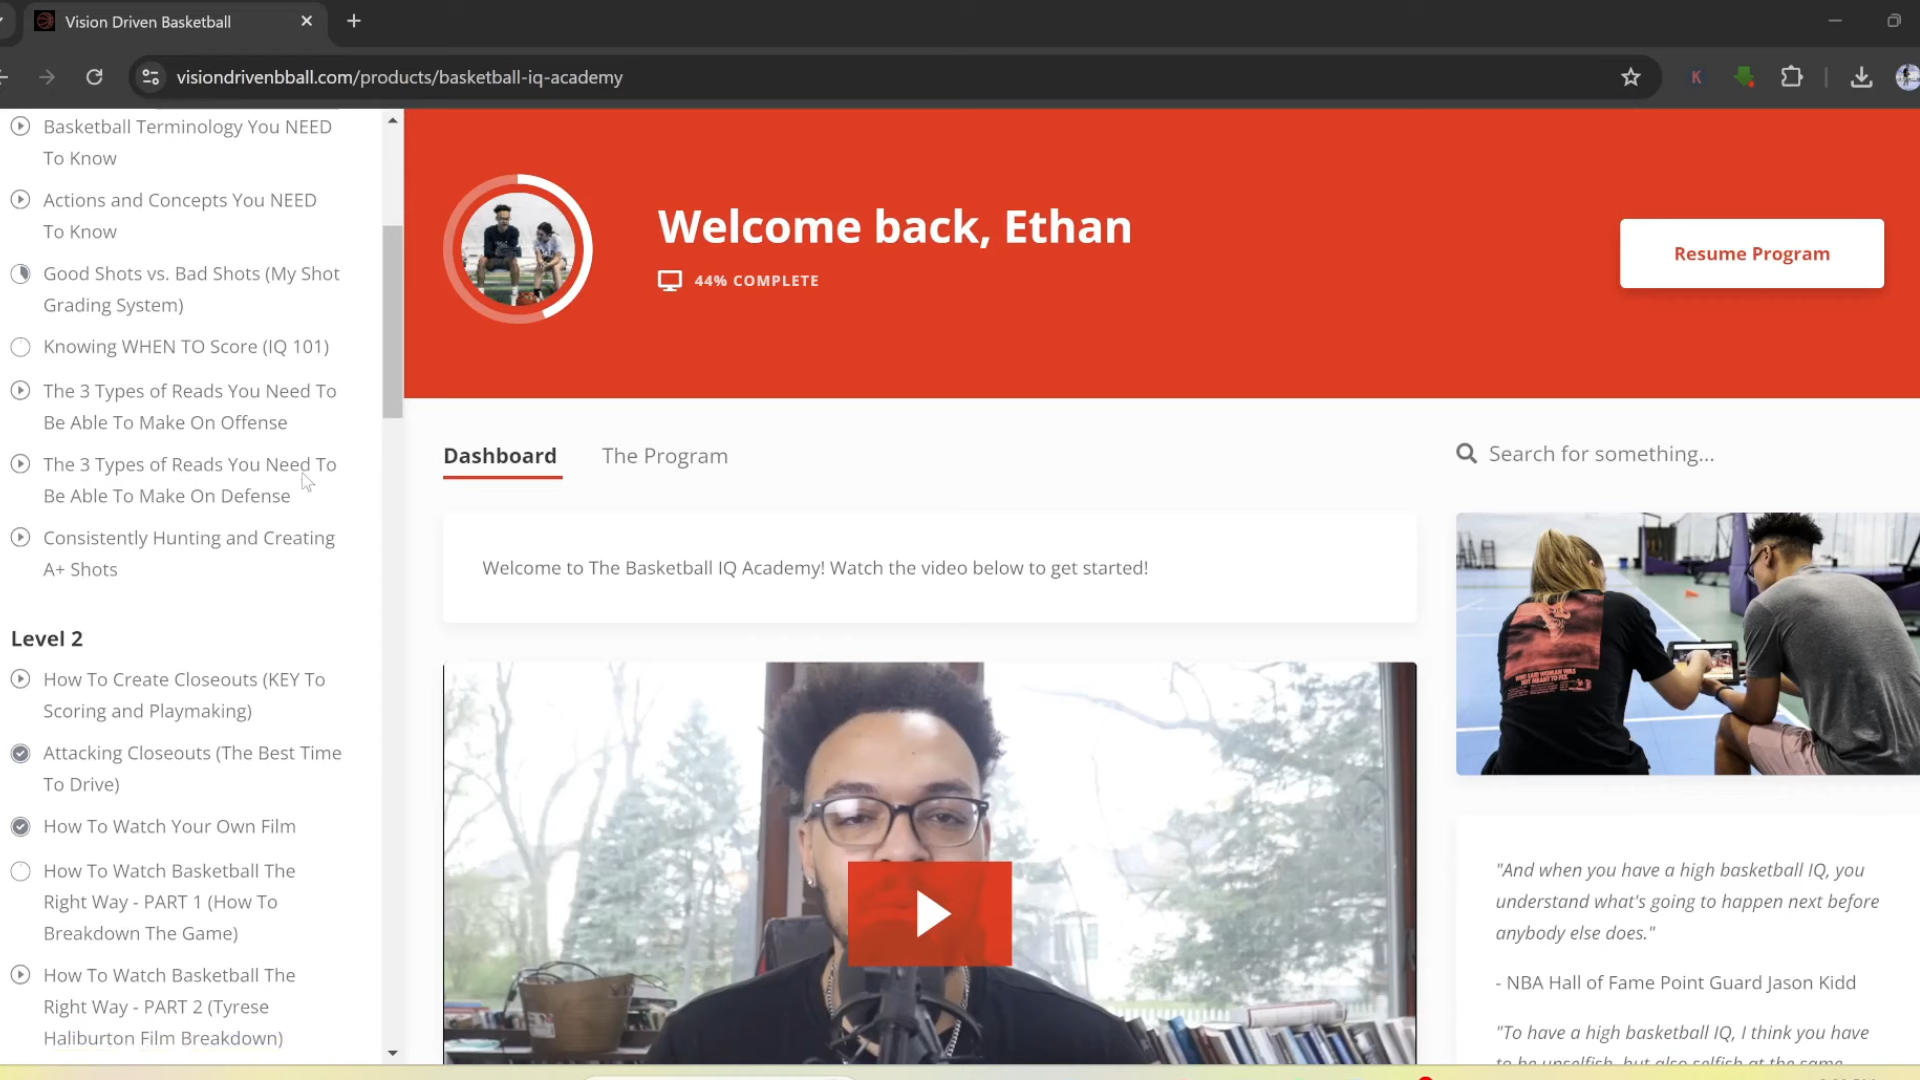 Vision Driven Basketball
visiondrivenbball.com/products/basketball-iq-academy
K
Basketball Terminology You NEED
To Know
Actions and Concepts You NEED
To Know
Good Shots vs. Bad Shots (My Shot
Grading System)
Knowing WHEN TO Score (IQ 101)
The 3 Types of Reads You Need To
Be Able To Make On Offense
The 3 Types of Reads You Need To
Be Able To Make On Defense
Consistently Hunting and Creating
A+ Shots
Level 2
How To Create Closeouts (KEY To
Scoring and Playmaking)
Attacking Closeouts (The Best Time
To Drive)
How To Watch Your Own Film
How To Watch Basketball The
Right Way - PART 1 (How To
Breakdown The Game)
How To Watch Basketball The
Right Way - PART 2 (Tyrese
Haliburton Film Breakdown)
Welcome back, Ethan
44% COMPLETE
Resume Program
Dashboard
The Program
Search for something...
Welcome to The Basketball IQ Academy! Watch the video below to get started!
"And when you have a high basketball IQ, you
understand what's going to happen next before
anybody else does."
- NBA Hall of Fame Point Guard Jason Kidd
"To have a high basketball IQ, I think you have
to be unselfish, but also selfish at the same